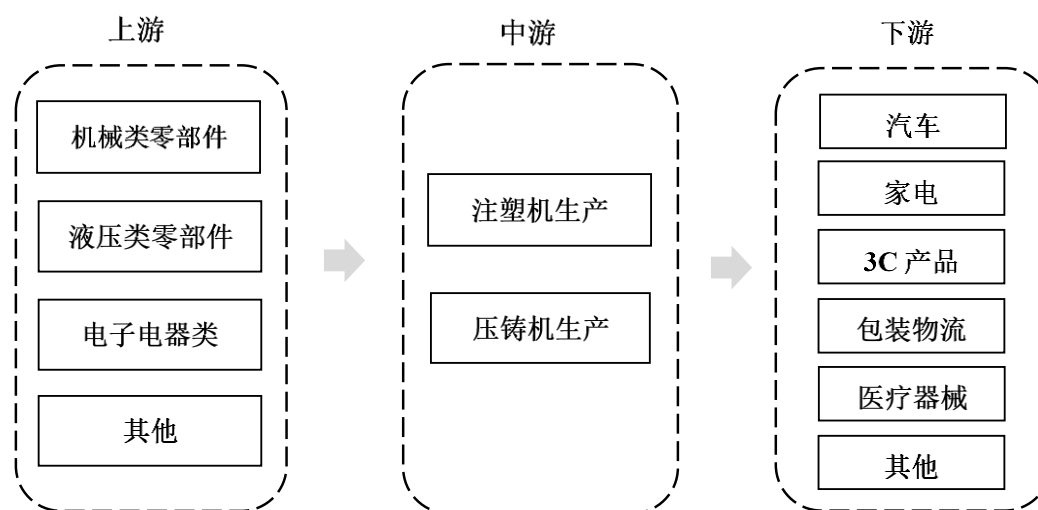 上游
机械类零部件
液压类零部件
电子电器类
其他
中游
注塑机生产
压铸机生产
下游
汽车
家电
3C 产品
包装物流
医疗器械
其他